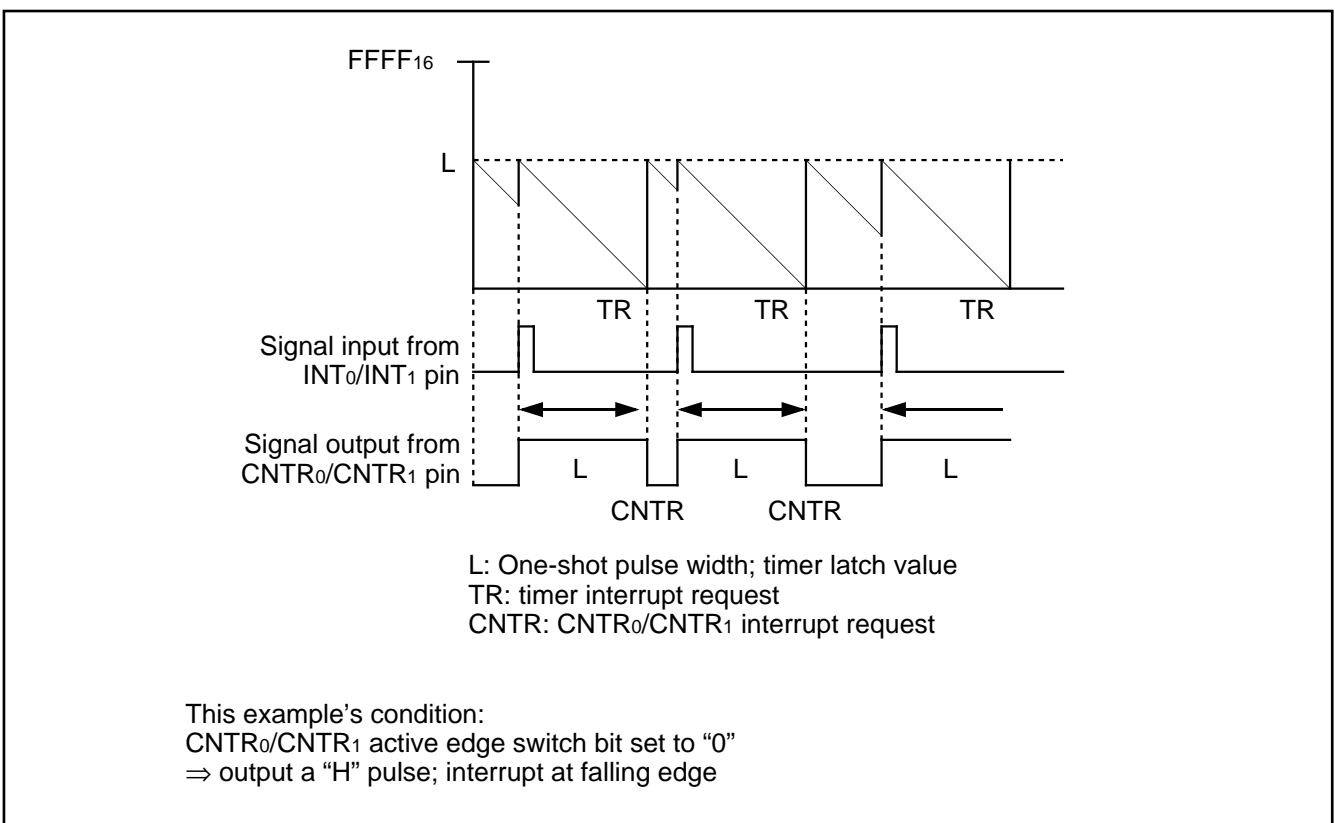 FFFF16
L
TR TR TR
Signal input from
INT0/INT1 pin
Signal output from
CNTR0/CNTR1 pin
L L L
CNTR CNTR
L: One-shot pulse width; timer latch value
TR: timer interrupt request
CNTR: CNTR0/CNTR1 interrupt request
This example’s condition:
CNTR0/CNTR1 active edge switch bit set to “0”
⇒ output a “H” pulse; interrupt at falling edge